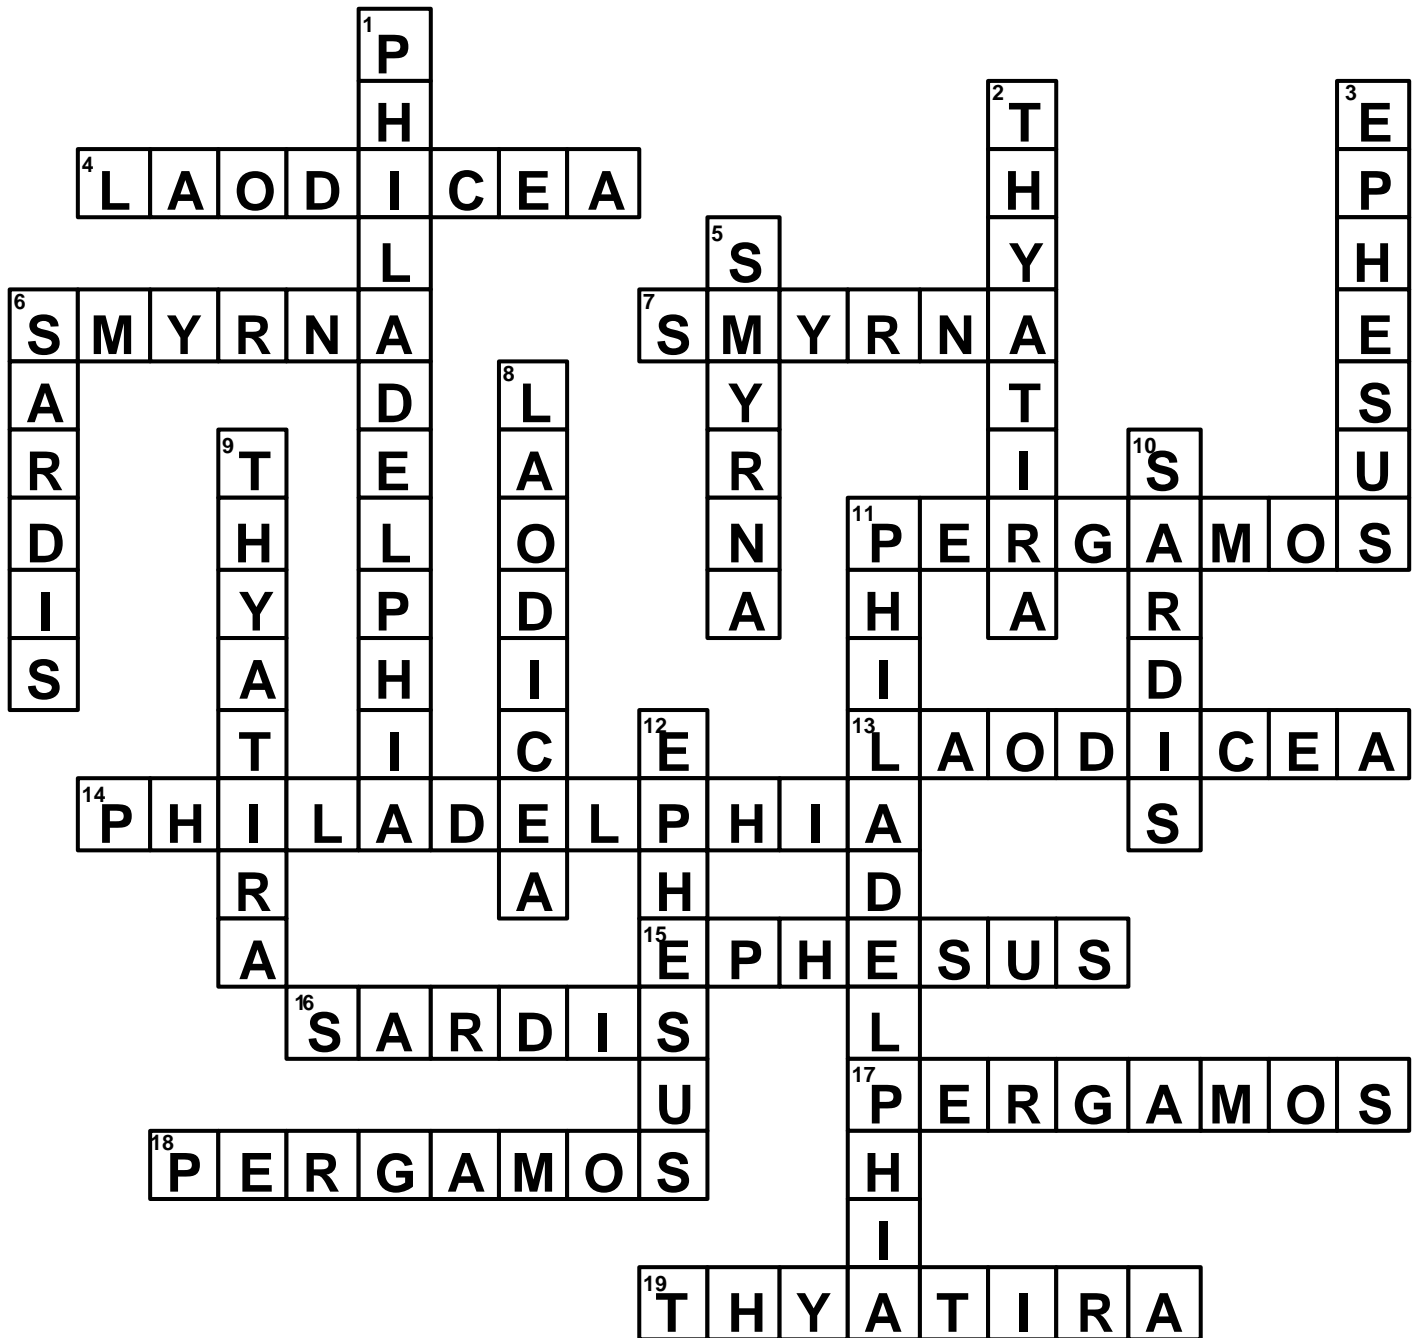 1 PHILADELPHIA
2 THYATIRA
3 EPHESUS
4 LAODICEA
5 SMYRNA
6 SMYRNA
SARDIS
7 SMYRNA
8 LAODICEA
9 THYATIRA
10 SARDIS
11 PERGAMOS
PHILADELPHIA
12 EPHESUS
13 LAODICEA
14 PHILADELPHIA
15 EPHESUS
16 SARDIS
17 PERGAMOS
18 PERGAMOS
19 THYATIRA